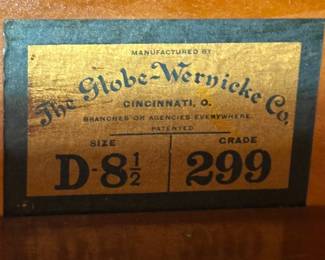 MANUFACTURED BY
The Globe-Wernicke Co.
CINCINNATI, O.
BRANCHES OR AGENCIES EVERYWHERE.
PATENTED
SIZE GRADE
D-8½ 299